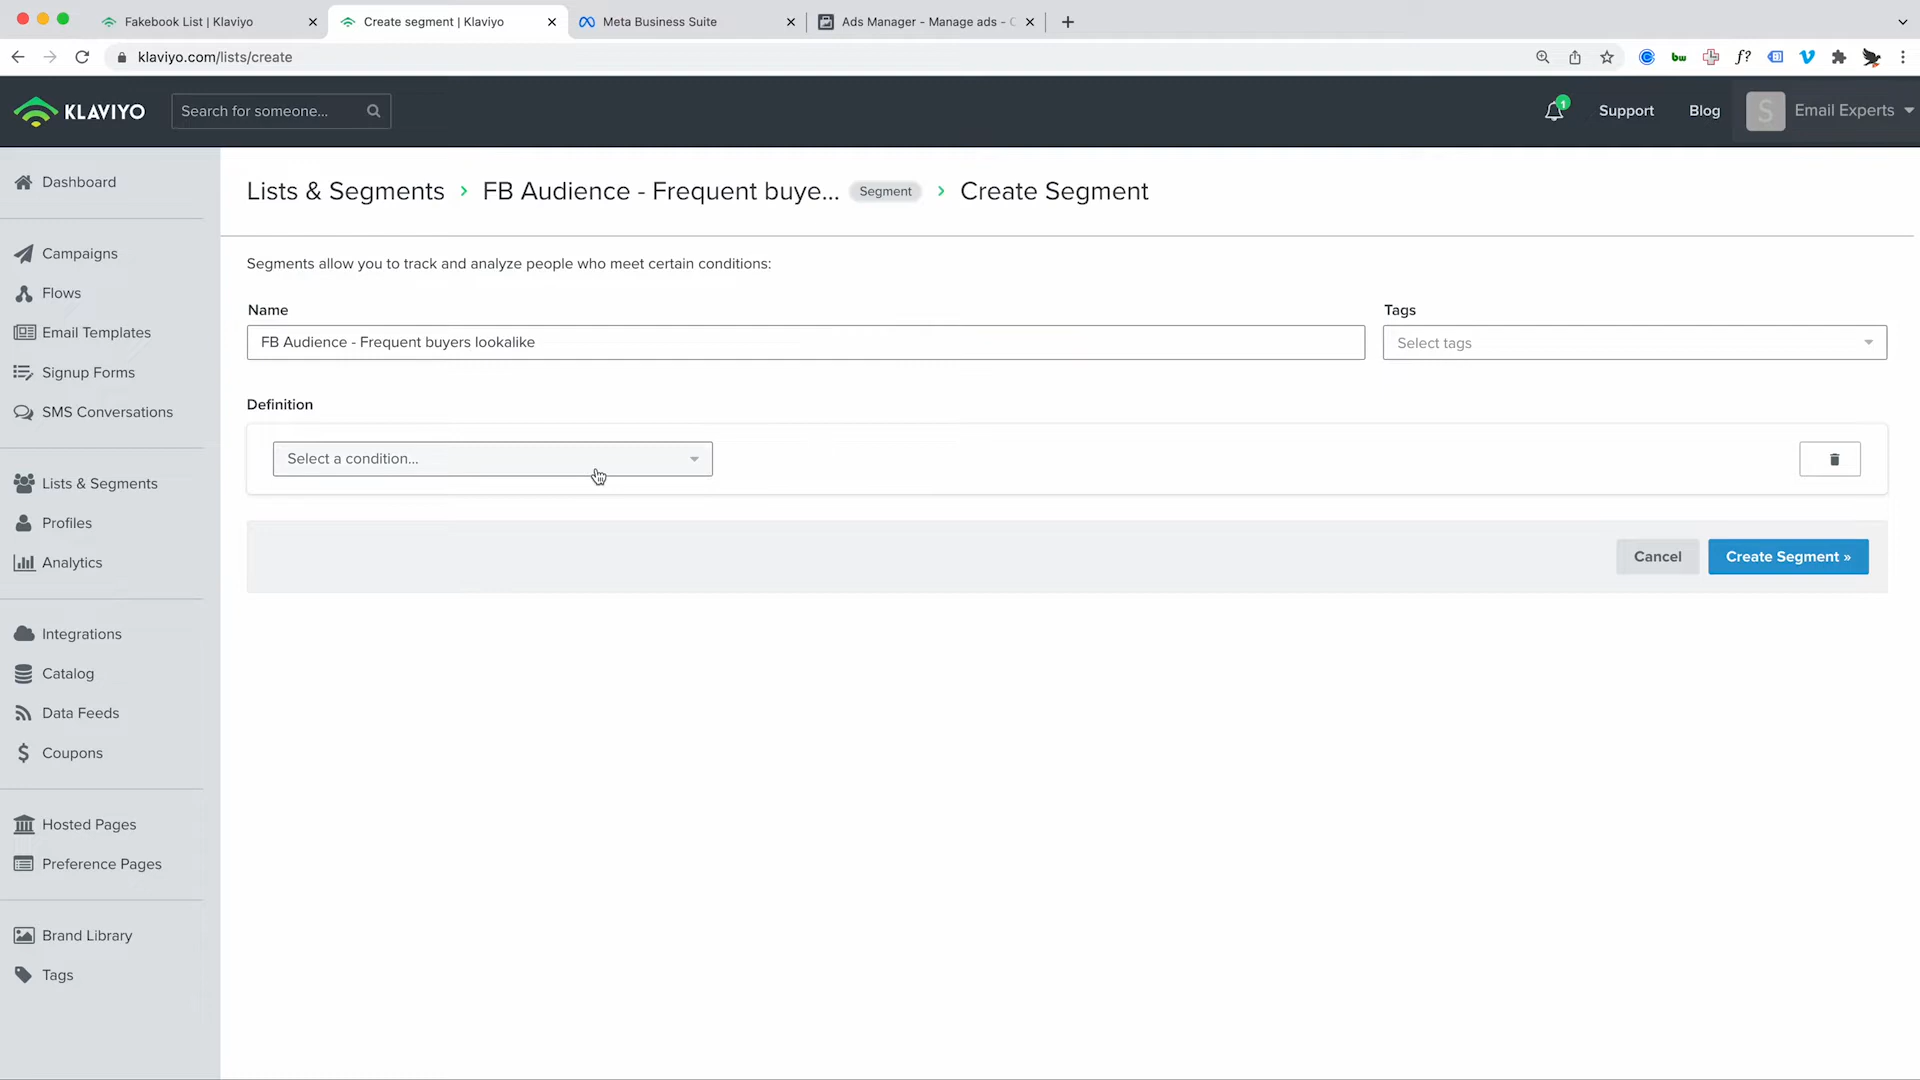 Fakebook List | Klaviyo
Create segment | Klaviyo
Meta Business Suite
Ads Manager - Manage ads -
klaviyo.com/lists/create
bw
f?
KLAVIYO
Search for someone...
1
Support
Blog
S
Email Experts
Dashboard
Campaigns
Flows
Email Templates
Signup Forms
SMS Conversations
Lists & Segments
Profiles
Analytics
Integrations
Catalog
Data Feeds
Coupons
Hosted Pages
Preference Pages
Brand Library
Tags
Lists & Segments > FB Audience - Frequent buye... Segment > Create Segment
Segments allow you to track and analyze people who meet certain conditions:
Name
FB Audience - Frequent buyers lookalike
Tags
Select tags
Definition
Select a condition...
Cancel
Create Segment »